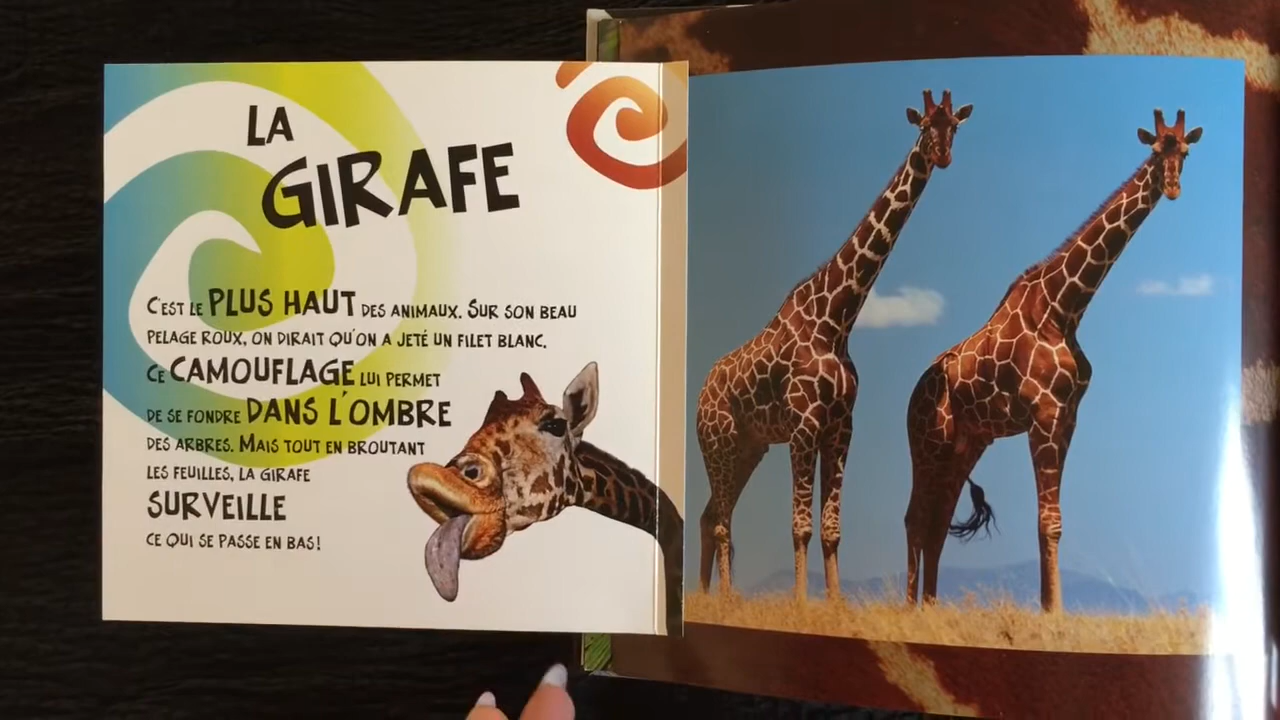 LA
GIRAFE
C'EST LE PLUS HAUT DES ANIMAUX. SUR SON BEAU
PELAGE ROUX, ON DIRAIT QU'ON A JETÉ UN FILET BLANC.
CE CAMOUFLAGE LUI PERMET
DE SE FONDRE DANS L'OMBRE
DES ARBRES. MAIS TOUT EN BROUTANT
LES FEUILLES, LA GIRAFE
SURVEILLE
CE QUI SE PASSE EN BAS!